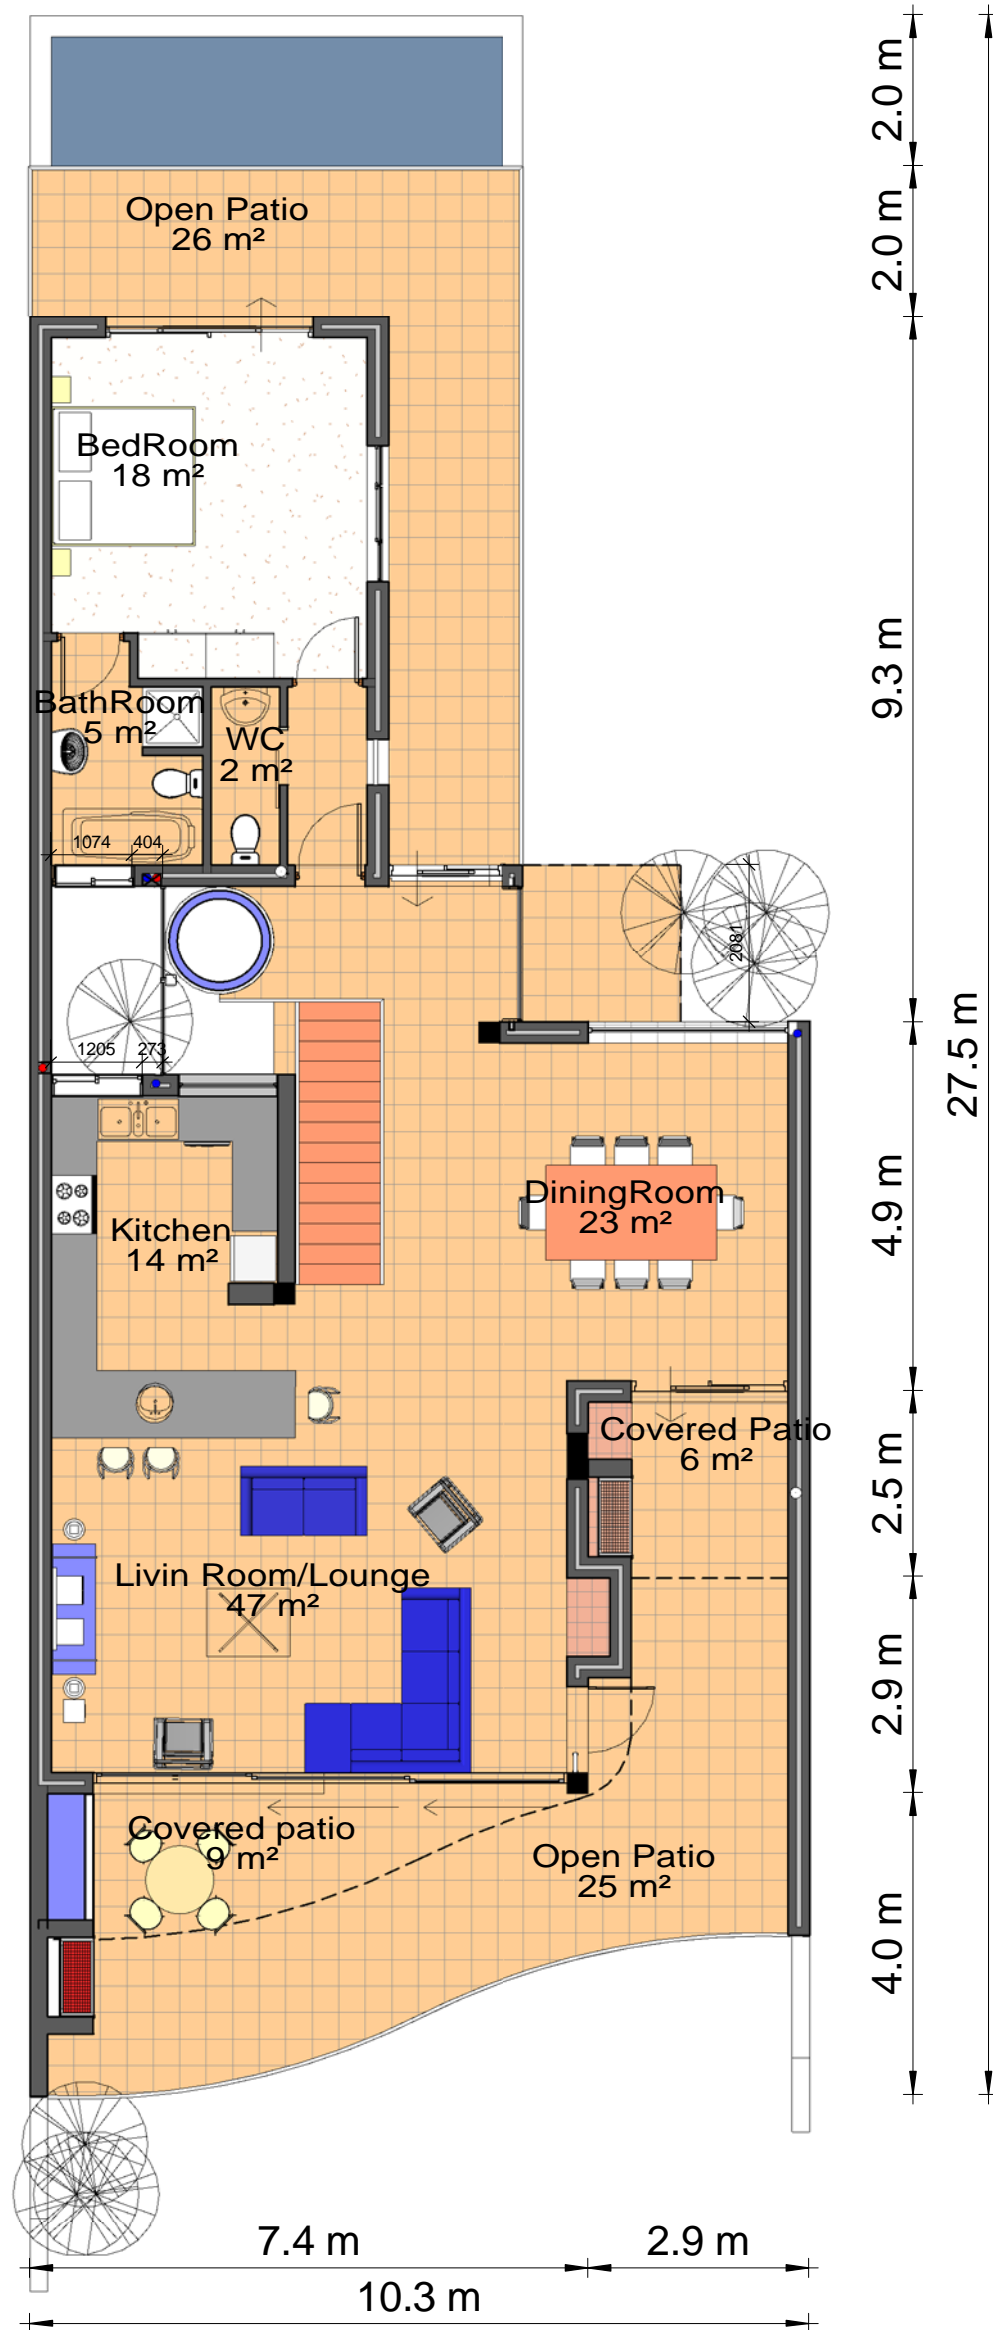 2.0 m
Open Patio
26 m²
2.0 m
BedRoom
18 m²
9.3 m
BathRoom
5 m²
WC
2 m²
1074
404
2081
1205
273
27.5 m
DiningRoom
23 m²
4.9 m
Kitchen
14 m²
Covered Patio
6 m²
2.5 m
Livin Room/Lounge
47 m²
2.9 m
Covered patio
9 m²
Open Patio
25 m²
4.0 m
7.4 m
2.9 m
10.3 m